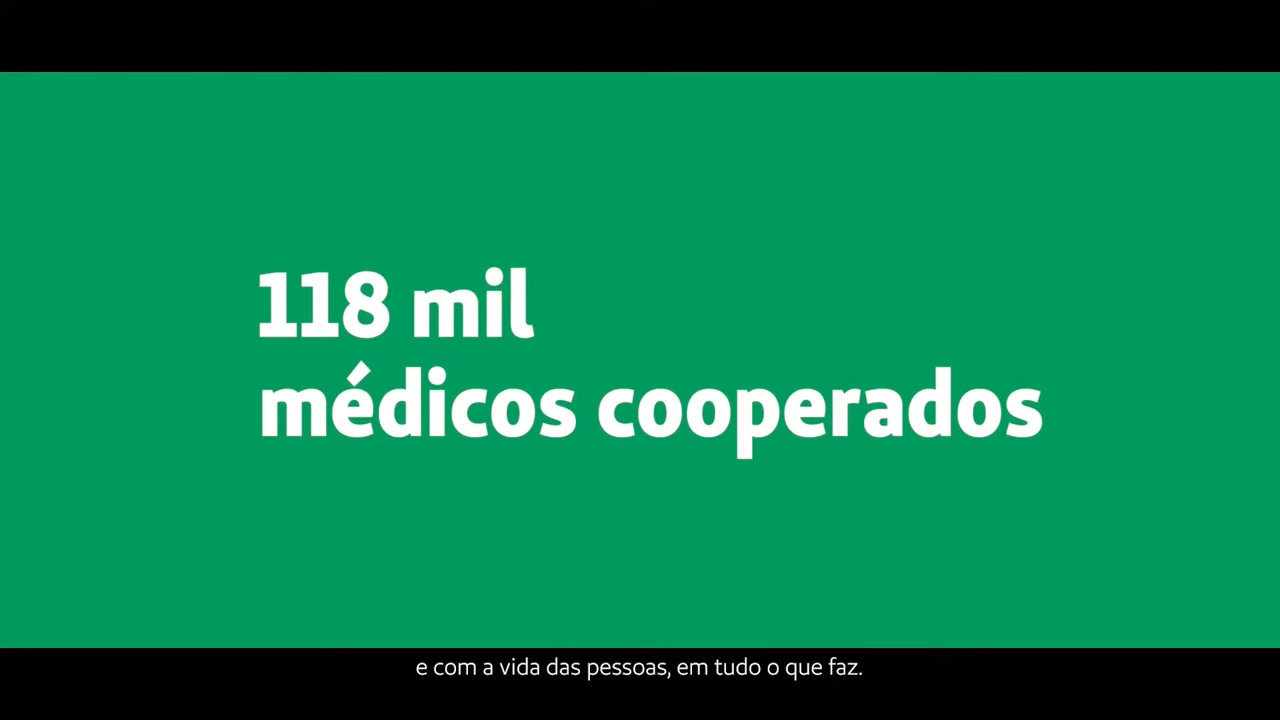 118 mil
médicos cooperados
e com a vida das pessoas, em tudo o que faz.